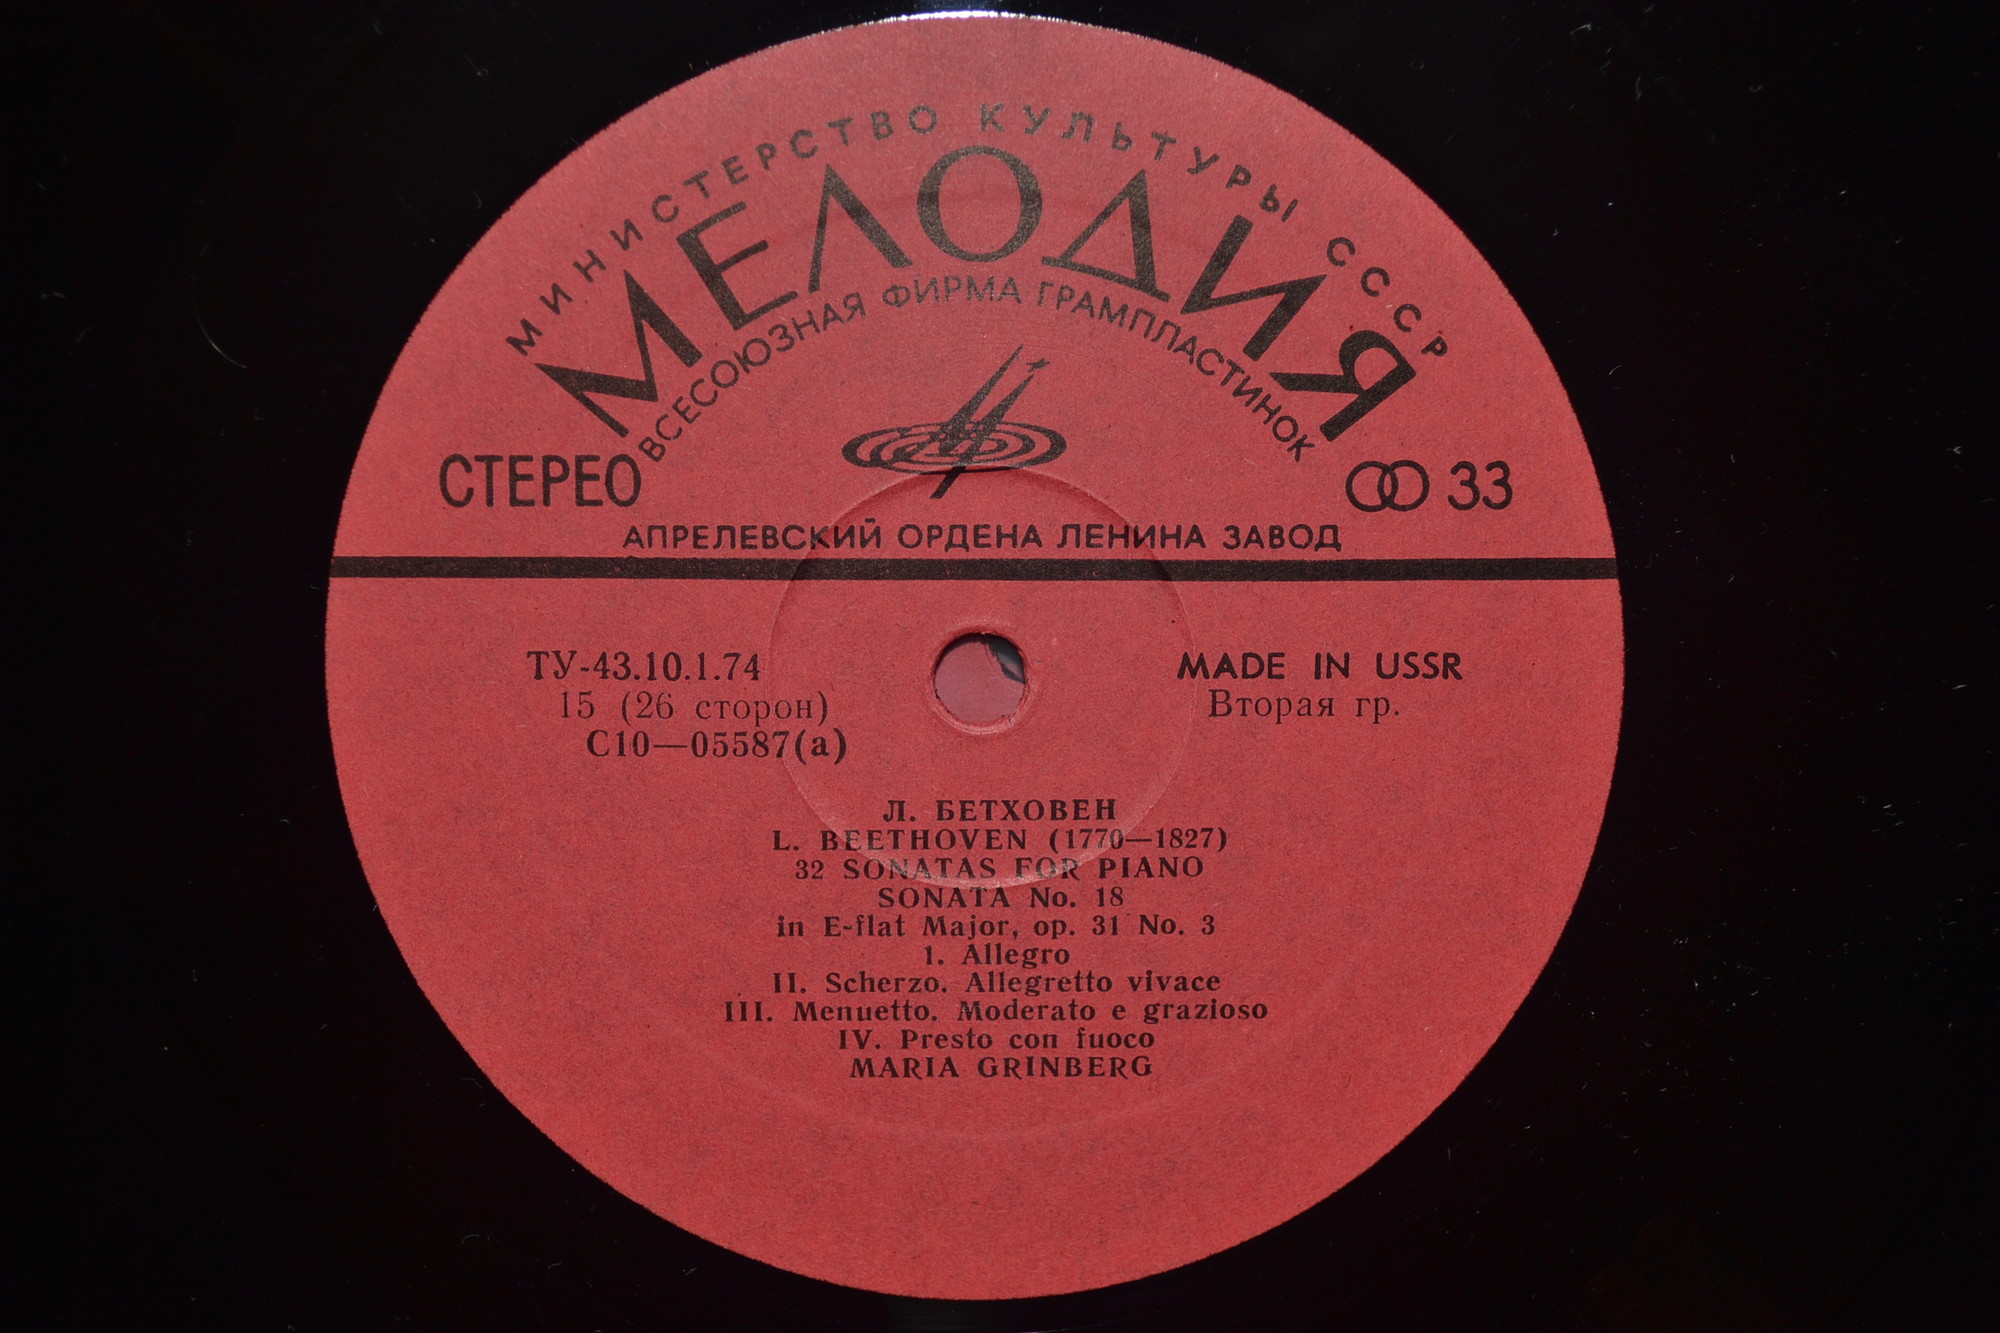 МИНИСТЕРСТВО КУЛЬТУРЫ СССР
МЕЛОДИЯ
ВСЕСОЮЗНАЯ ФИРМА ГРАМПЛАСТИНОК
СТЕРЕО 33
АПРЕЛЕВСКИЙ ОРДЕНА ЛЕНИНА ЗАВОД
ТУ-43.10.1.74 MADE IN USSR
15 (26 сторон) Вторая гр.
С10—05587(а)
Л. БЕТХОВЕН
L. BEETHOVEN (1770—1827)
32 SONATAS FOR PIANO
SONATA No. 18
in E-flat Major, op. 31 No. 3
1. Allegro
II. Scherzo. Allegretto vivace
III. Menuetto. Moderato e grazioso
IV. Presto con fuoco
MARIA GRINBERG